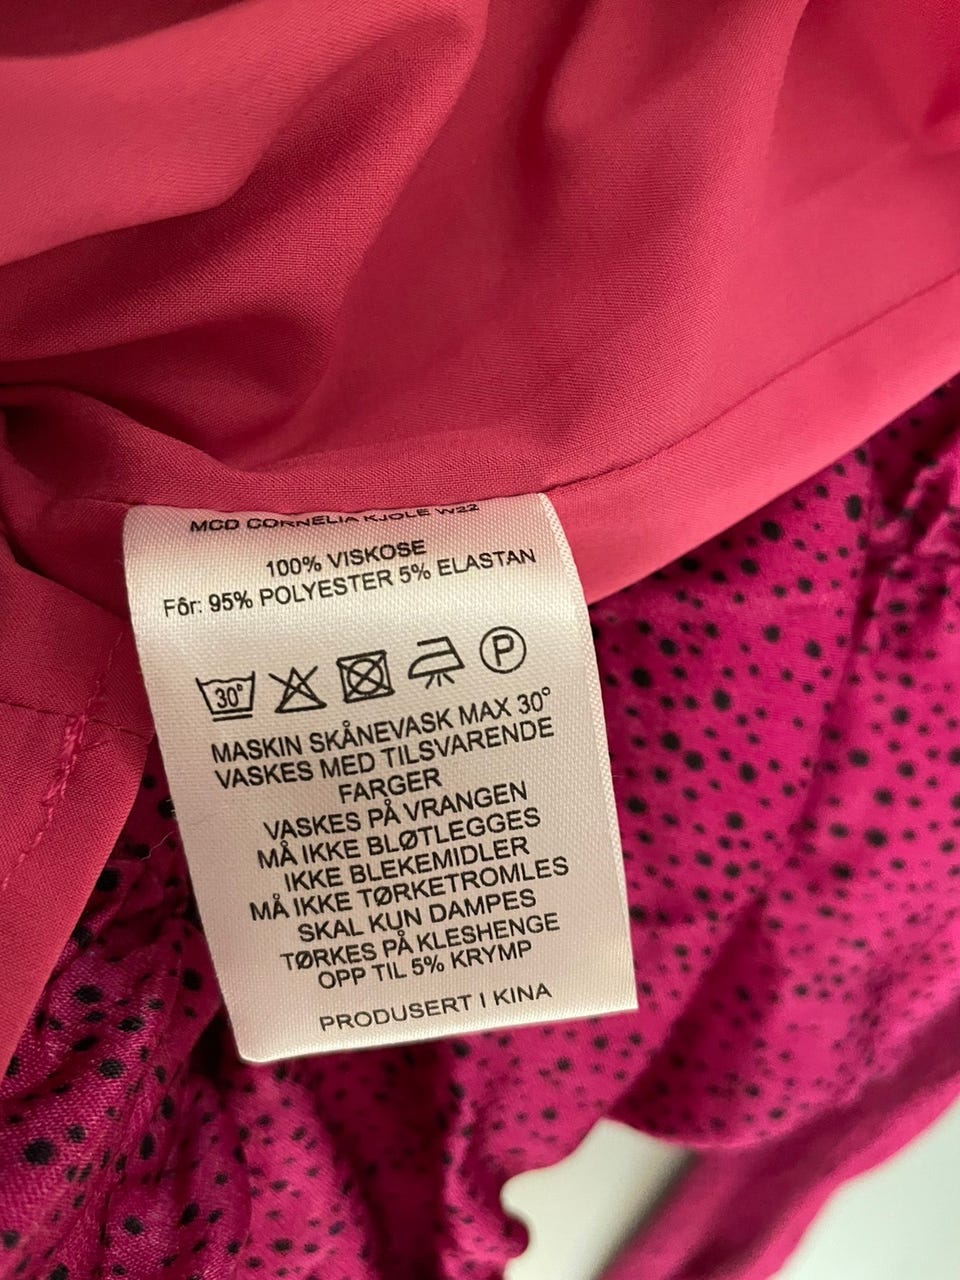 MCD CORNELIA KJOLE W22
100% VISKOSE
Fôr: 95% POLYESTER 5% ELASTAN
30° P
MASKIN SKÅNEVASK MAX 30°
VASKES MED TILSVARENDE
FARGER
VASKES PÅ VRANGEN
MÅ IKKE BLØTLEGGES
IKKE BLEKEMIDLER
MÅ IKKE TØRKETROMLES
SKAL KUN DAMPES
TØRKES PÅ KLESHENGE
OPP TIL 5% KRYMP
PRODUSERT I KINA